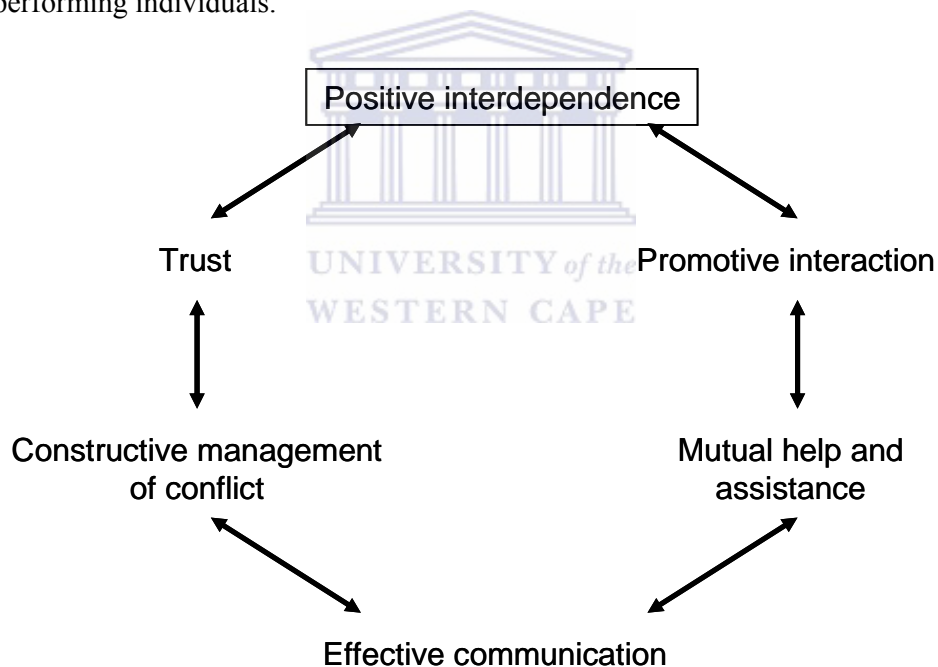 performing individuals.
Positive interdependence
Trust
UNIVERSITY of the
WESTERN CAPE
Promotive interaction
Constructive management
of conflict
Mutual help and
assistance
Effective communication